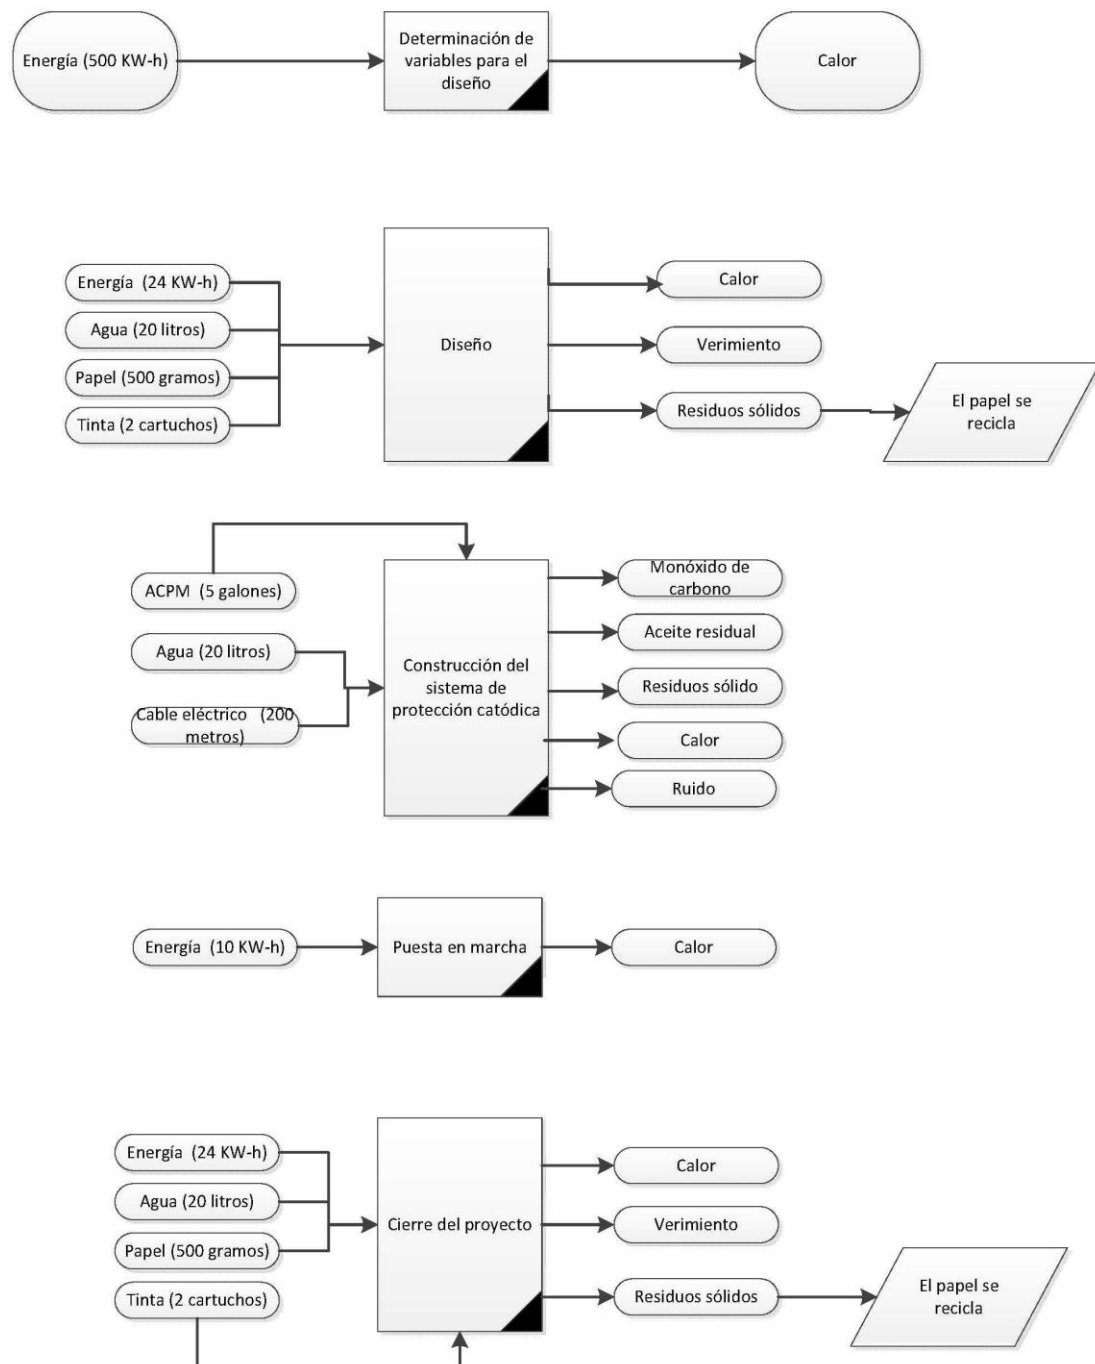 Energía (500 KW-h)
Determinación de
variables para el
diseño
Calor
Energía (24 KW-h)
Agua (20 litros)
Papel (500 gramos)
Tinta (2 cartuchos)
Diseño
Calor
Verimiento
Residuos sólidos
El papel se
recicla
ACPM (5 galones)
Agua (20 litros)
Cable eléctrico (200
metros)
Construcción del
sistema de
protección catódica
Monóxido de
carbono
Aceite residual
Residuos sólido
Calor
Ruido
Energía (10 KW-h)
Puesta en marcha
Calor
Energía (24 KW-h)
Agua (20 litros)
Papel (500 gramos)
Tinta (2 cartuchos)
Cierre del proyecto
Calor
Verimiento
Residuos sólidos
El papel se
recicla